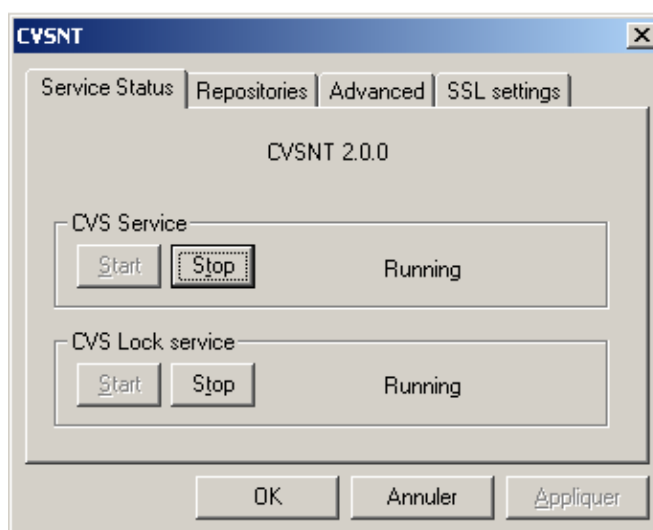 CVSNT
Service Status Repositories Advanced SSL settings
CVSNT 2.0.0
CVS Service
Start Stop Running
CVS Lock service
Start Stop Running
OK Annuler Appliquer